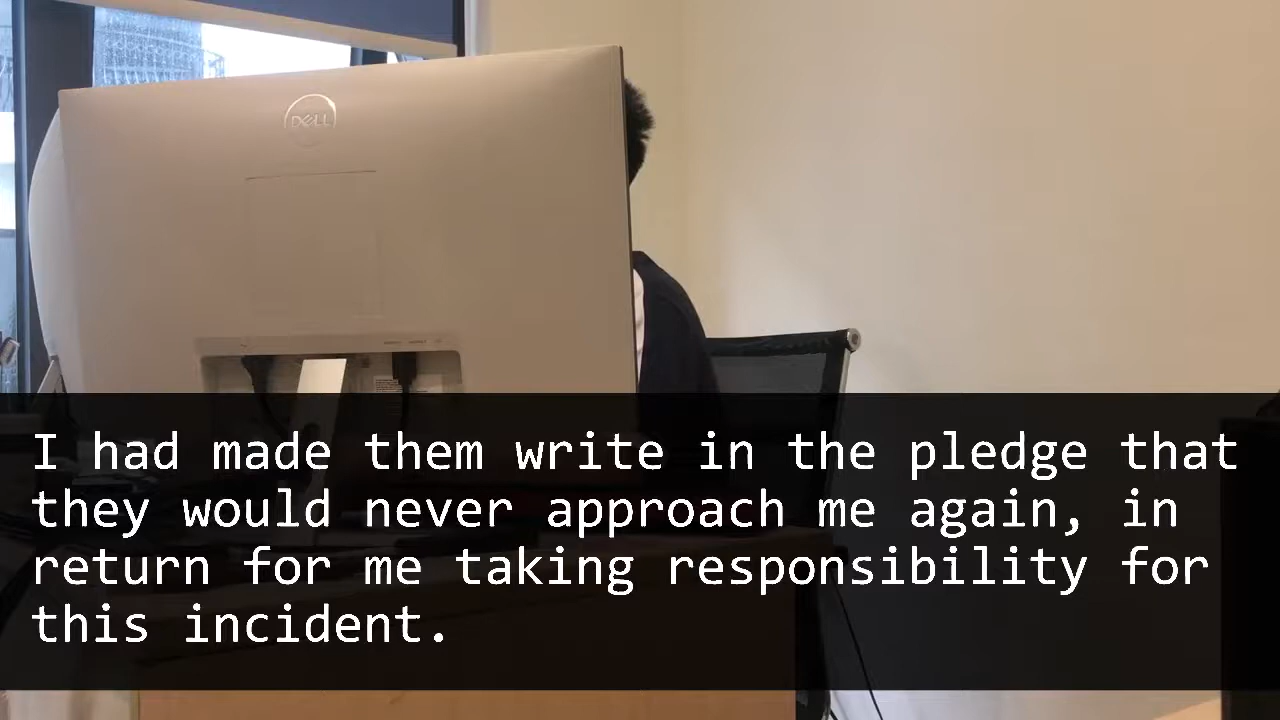 DELL
I had made them write in the pledge that
they would never approach me again, in
return for me taking responsibility for
this incident.